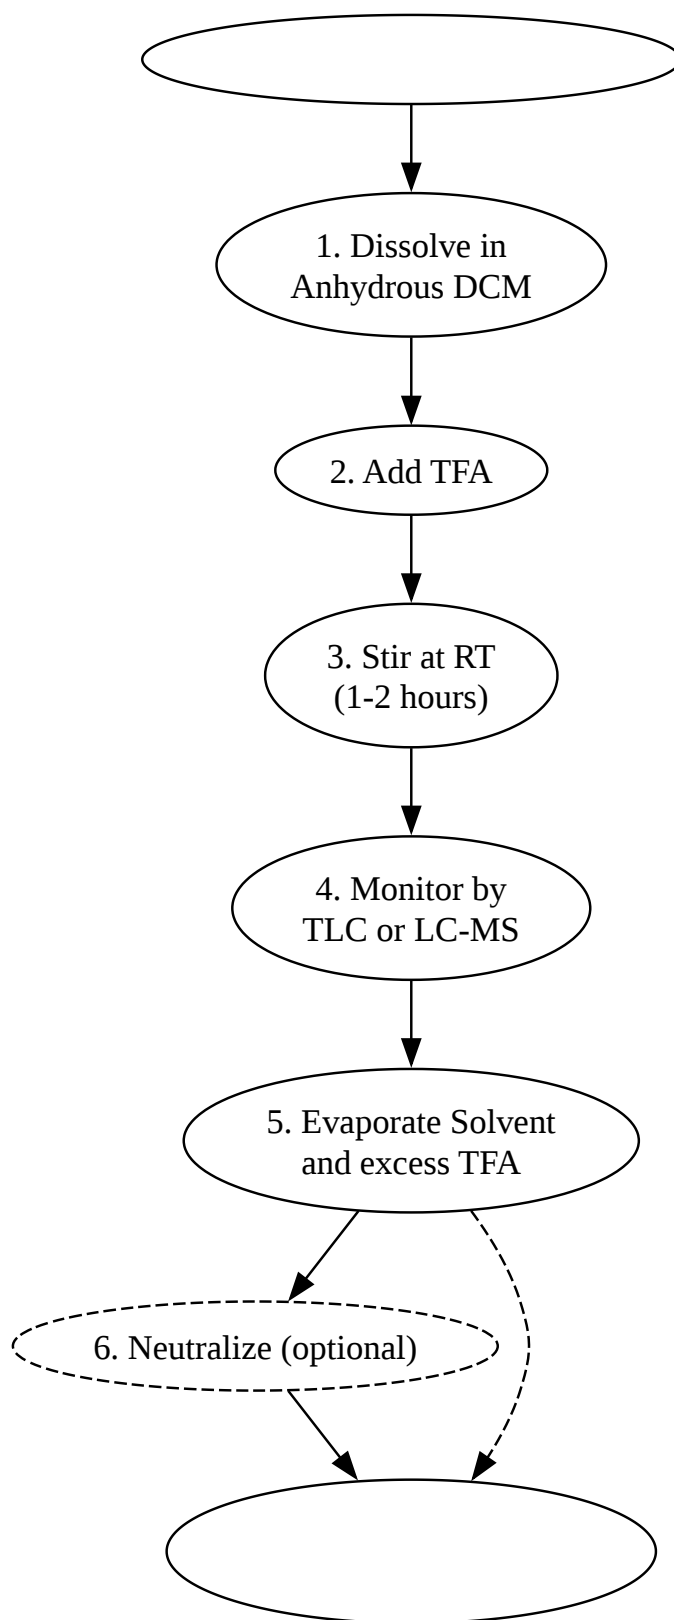 1. Dissolve in
Anhydrous DCM
2. Add TFA
3. Stir at RT
(1-2 hours)
4. Monitor by
TLC or LC-MS
5. Evaporate Solvent
and excess TFA
6. Neutralize (optional)